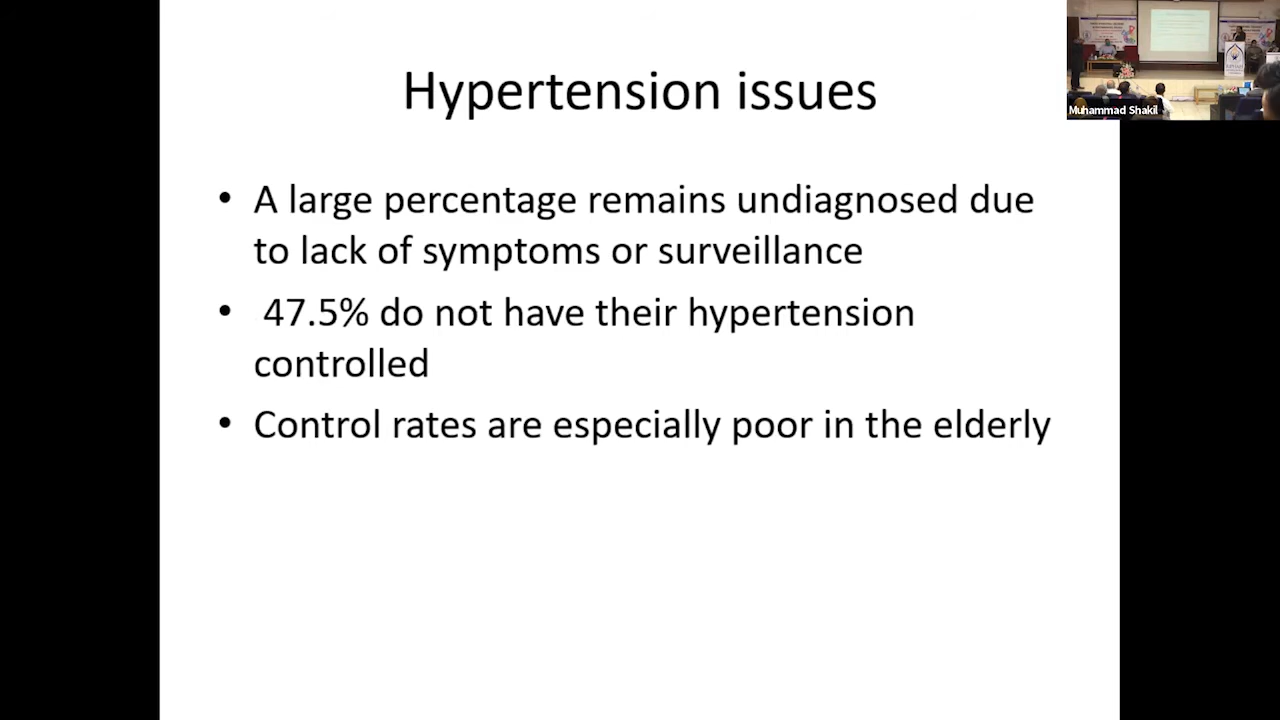 Hypertension issues
• A large percentage remains undiagnosed due
to lack of symptoms or surveillance
• 47.5% do not have their hypertension
controlled
• Control rates are especially poor in the elderly
Muhammad Shakil